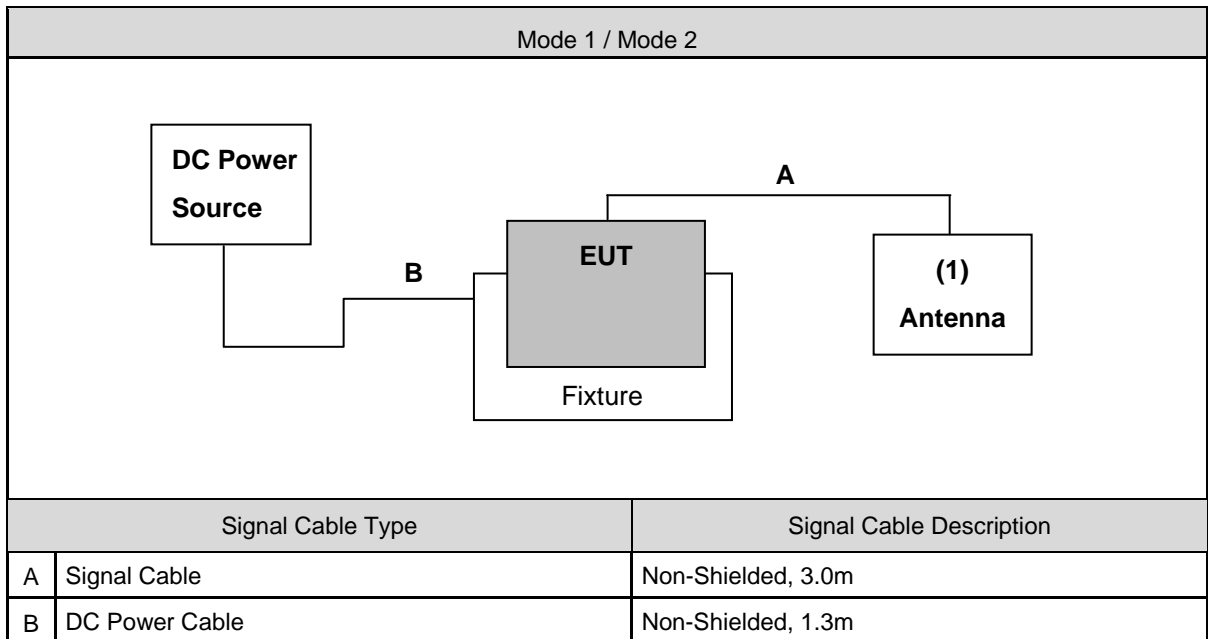 Mode 1 / Mode 2
DC Power
Source
A
B
EUT
(1)
Antenna
Fixture
Signal Cable Type Signal Cable Description
A Signal Cable Non-Shielded, 3.0m
B DC Power Cable Non-Shielded, 1.3m